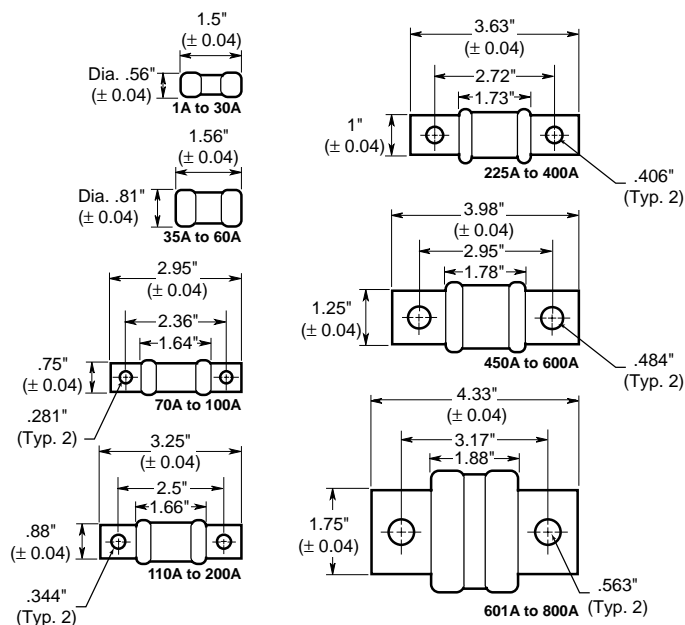 1.5"
(± 0.04)
Dia. .56"
(± 0.04)
1A to 30A
1.56"
(± 0.04)
Dia. .81"
(± 0.04)
35A to 60A
2.95"
(± 0.04)
2.36"
1.64"
.75"
(± 0.04)
70A to 100A
.281"
(Typ. 2)
3.25"
(± 0.04)
2.5"
1.66"
.88"
(± 0.04)
110A to 200A
.344"
(Typ. 2)
3.63"
(± 0.04)
2.72"
1.73"
1"
(± 0.04)
225A to 400A
.406"
(Typ. 2)
3.98"
(± 0.04)
2.95"
1.78"
1.25"
(± 0.04)
450A to 600A
.484"
(Typ. 2)
4.33"
(± 0.04)
3.17"
1.88"
1.75"
(± 0.04)
601A to 800A
.563"
(Typ. 2)